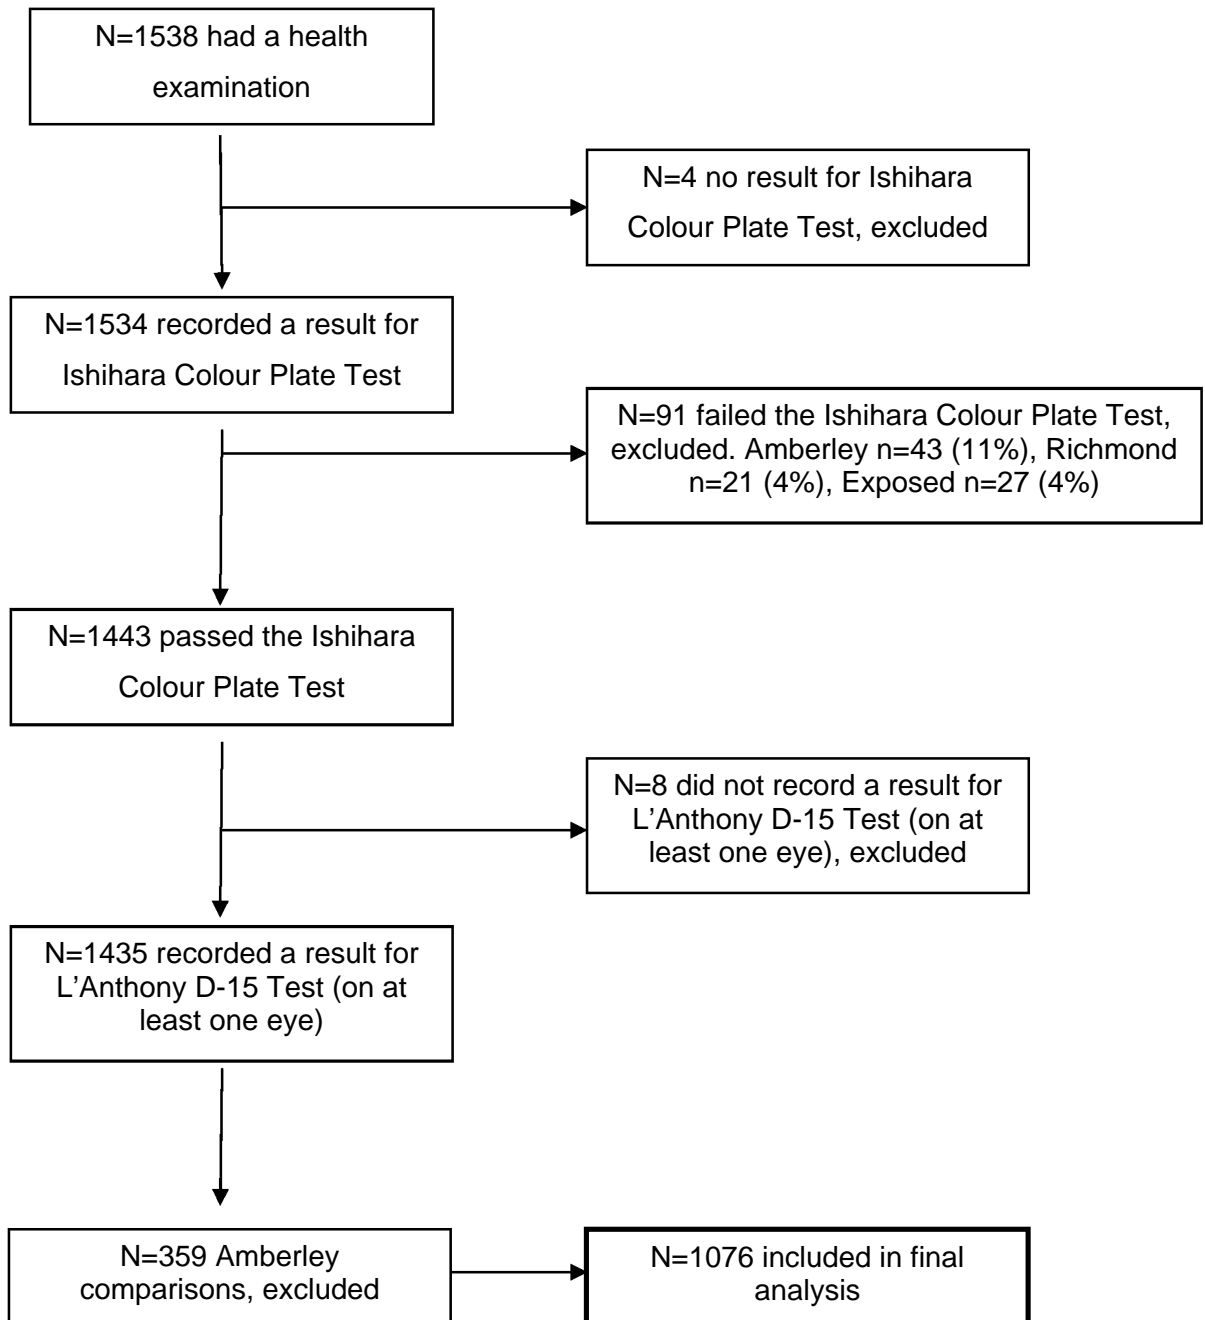 N=1538 had a health
examination
N=4 no result for Ishihara
Colour Plate Test, excluded
N=1534 recorded a result for
Ishihara Colour Plate Test
N=91 failed the Ishihara Colour Plate Test,
excluded. Amberley n=43 (11%), Richmond
n=21 (4%), Exposed n=27 (4%)
N=1443 passed the Ishihara
Colour Plate Test
N=8 did not record a result for
L’Anthony D-15 Test (on at
least one eye), excluded
N=1435 recorded a result for
L’Anthony D-15 Test (on at
least one eye)
N=359 Amberley
comparisons, excluded
N=1076 included in final
analysis